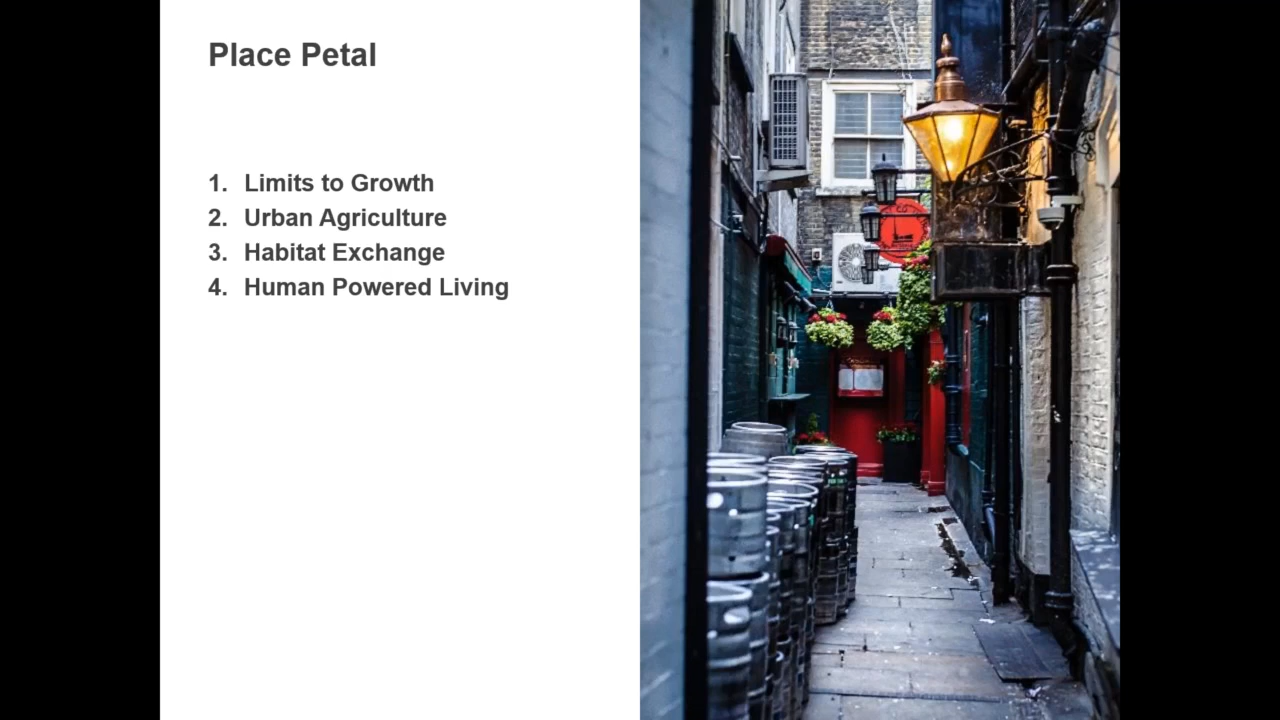 Place Petal
1. Limits to Growth
2. Urban Agriculture
3. Habitat Exchange
4. Human Powered Living